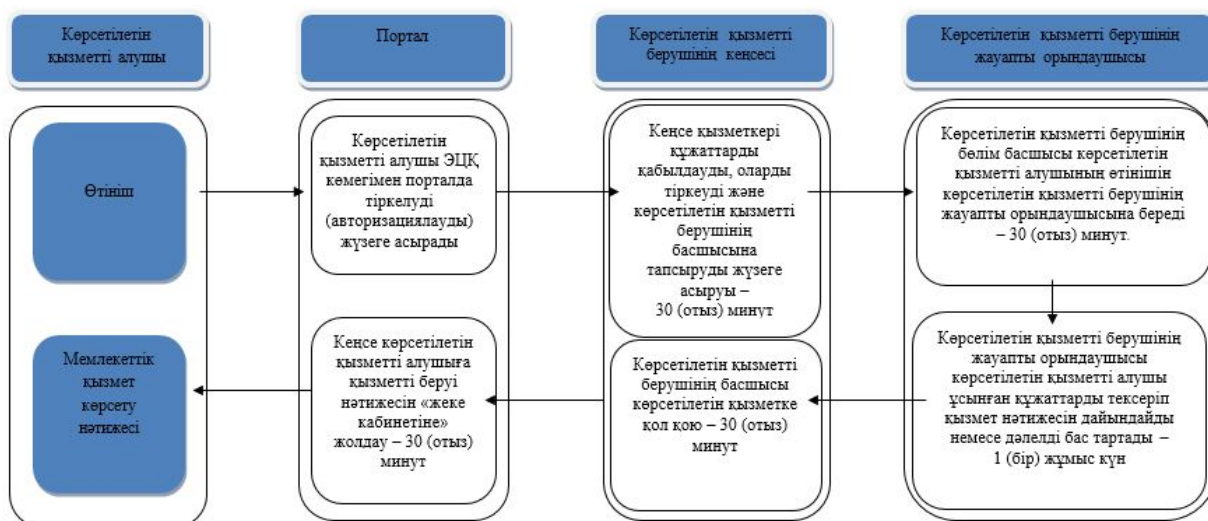 Көрсетілетін
қызметті алушы
Портал
Көрсетілетін қызметті
берушінің кеңсесі
Көрсетілетін қызметті берушінің
жауапты орындаушысы
Өтініш
Көрсетілетін
қызметті алушы ЭЦҚ
көмегімен порталда
тіркелуді
(авторизациялауды)
жүзеге асырады
Кеңсе қызметкері
құжаттарды
қабылдауды, оларды
тіркеуді және
көрсетілетін қызметті
берушінің
басшысына
тапсыруды жүзеге
асыруы –
30 (отыз) минут
Көрсетілетін қызметті берушінің
бөлім басшысы көрсетілетін
қызметті алушының өтінішін
көрсетілетін қызметті берушінің
жауапты орындаушысына береді
– 30 (отыз) минут.
Көрсетілетін қызметті берушінің
жауапты орындаушысы
көрсетілетін қызметті алушы
ұсынған құжаттарды тексеріп
қызмет нәтижесін дайындайды
немесе дәлелді бас тартады –
1 (бір) жұмыс күн
Көрсетілетін қызметті
берушінің басшысы
көрсетілетін қызметке
қол қою – 30 (отыз)
минут
Кеңсе көрсетілетін
қызметті алушыға
қызметті беруі
нәтижесін «жеке
кабинетіне»
жолдау – 30 (отыз)
минут
Мемлекеттік
қызмет
көрсету
нәтижесі